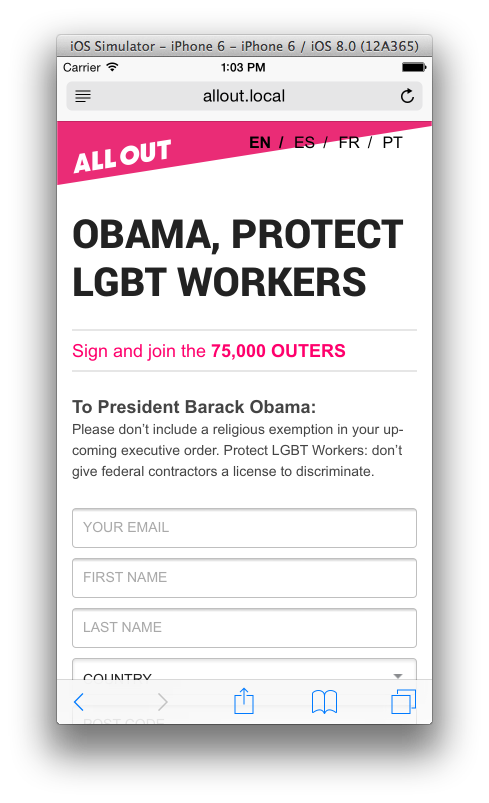 iOS Simulator - iPhone 6 - iPhone 6 / iOS 8.0 (12A365)
Carrier 1:03 PM
allout.local
ALL OUT EN / ES / FR / PT
OBAMA, PROTECT
LGBT WORKERS
Sign and join the 75,000 OUTERS
To President Barack Obama:
Please don't include a religious exemption in your up-
coming executive order. Protect LGBT Workers: don't
give federal contractors a license to discriminate.
YOUR EMAIL
FIRST NAME
LAST NAME
COUNTRY
POST CODE